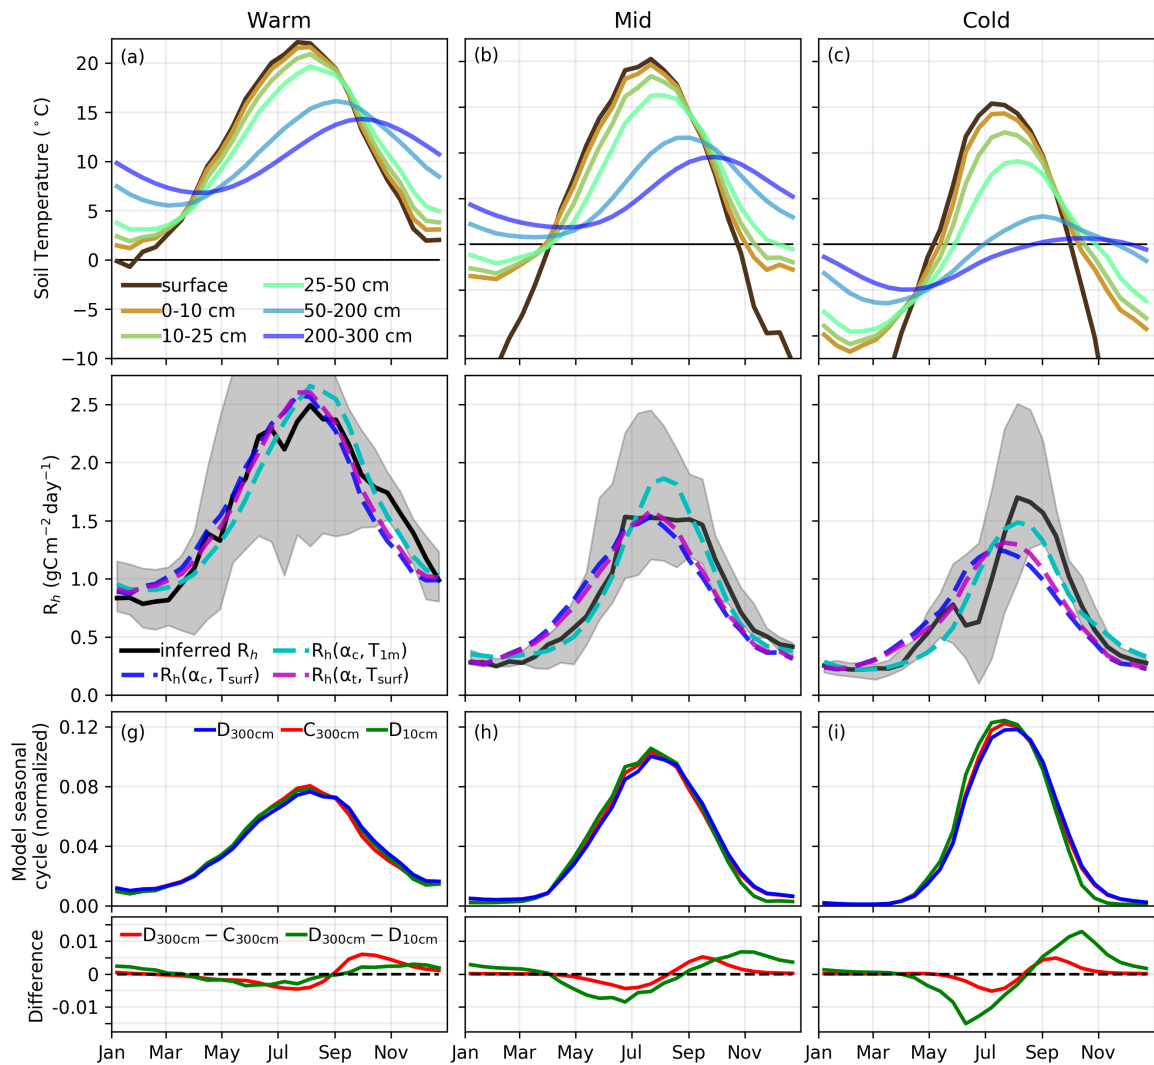 Warm Mid Cold
(a) (b) (c)
Soil Temperature (°C)
20
15
10
5
0
−5
−10
surface 25-50 cm
0-10 cm 50-200 cm
10-25 cm 200-300 cm
R_h (gC m⁻² day⁻¹)
2.5
2.0
1.5
1.0
0.5
0.0
inferred R_h R_h(α_c, T_1m)
R_h(α_c, T_surf) R_h(α_t, T_surf)
(g) (h) (i)
D_300cm C_300cm D_10cm
Model seasonal
cycle (normalized)
0.12
0.08
0.04
0.00
Difference
D_300cm − C_300cm D_300cm − D_10cm
0.01
0
-0.01
Jan Mar May Jul Sep Nov Jan Mar May Jul Sep Nov Jan Mar May Jul Sep Nov